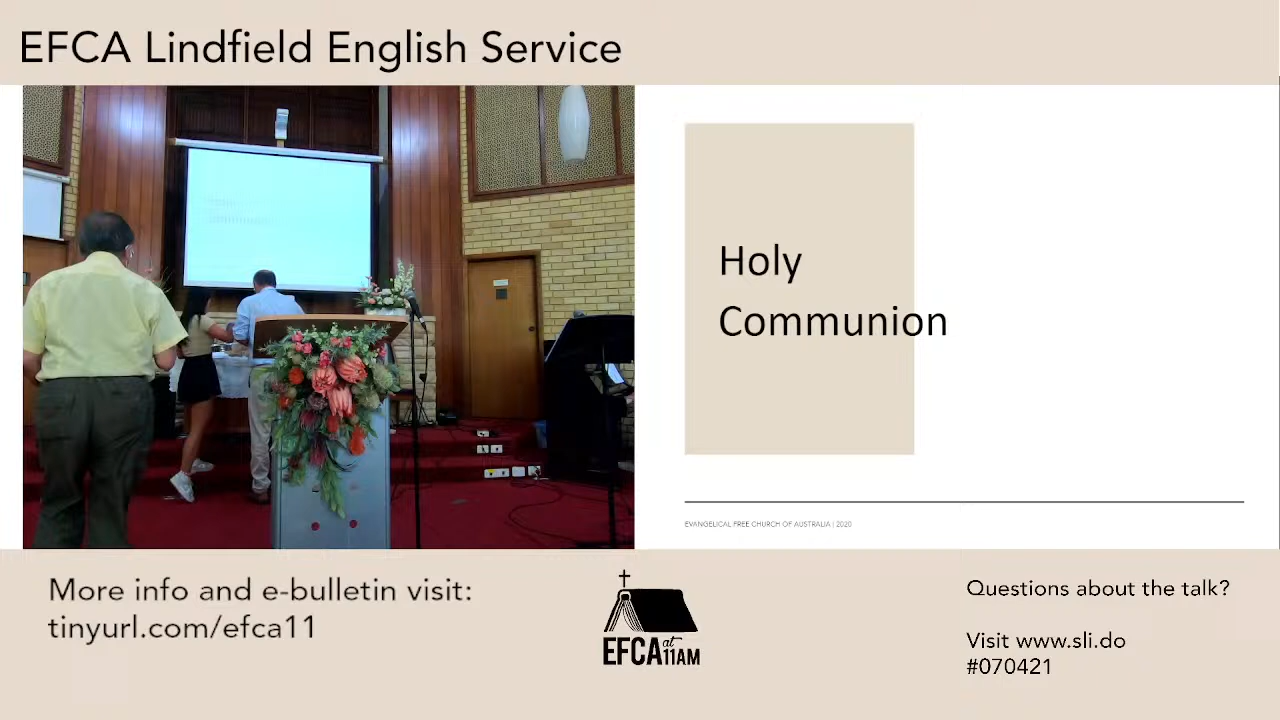 EFCA Lindfield English Service
Holy
Communion
EVANGELICAL FREE CHURCH OF AUSTRALIA | 2020
More info and e-bulletin visit:
tinyurl.com/efca11
EFCA at 11AM
Questions about the talk?
Visit www.sli.do
#070421